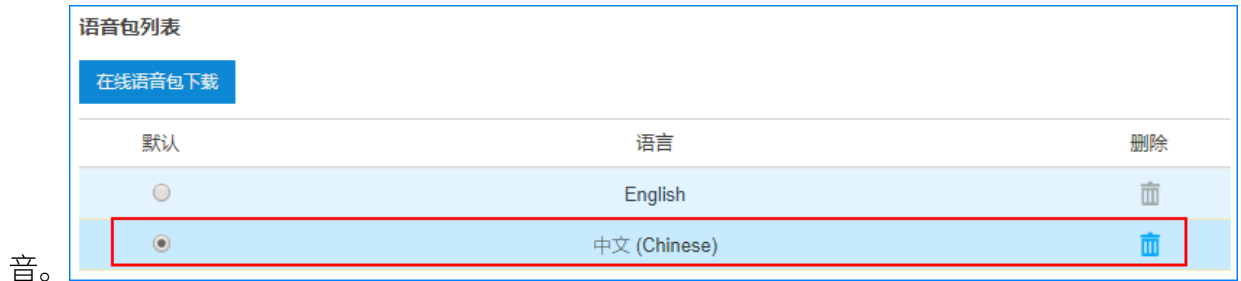 语音包列表
在线语音包下载
默认 语言 删除
English
中文 (Chinese)
音。